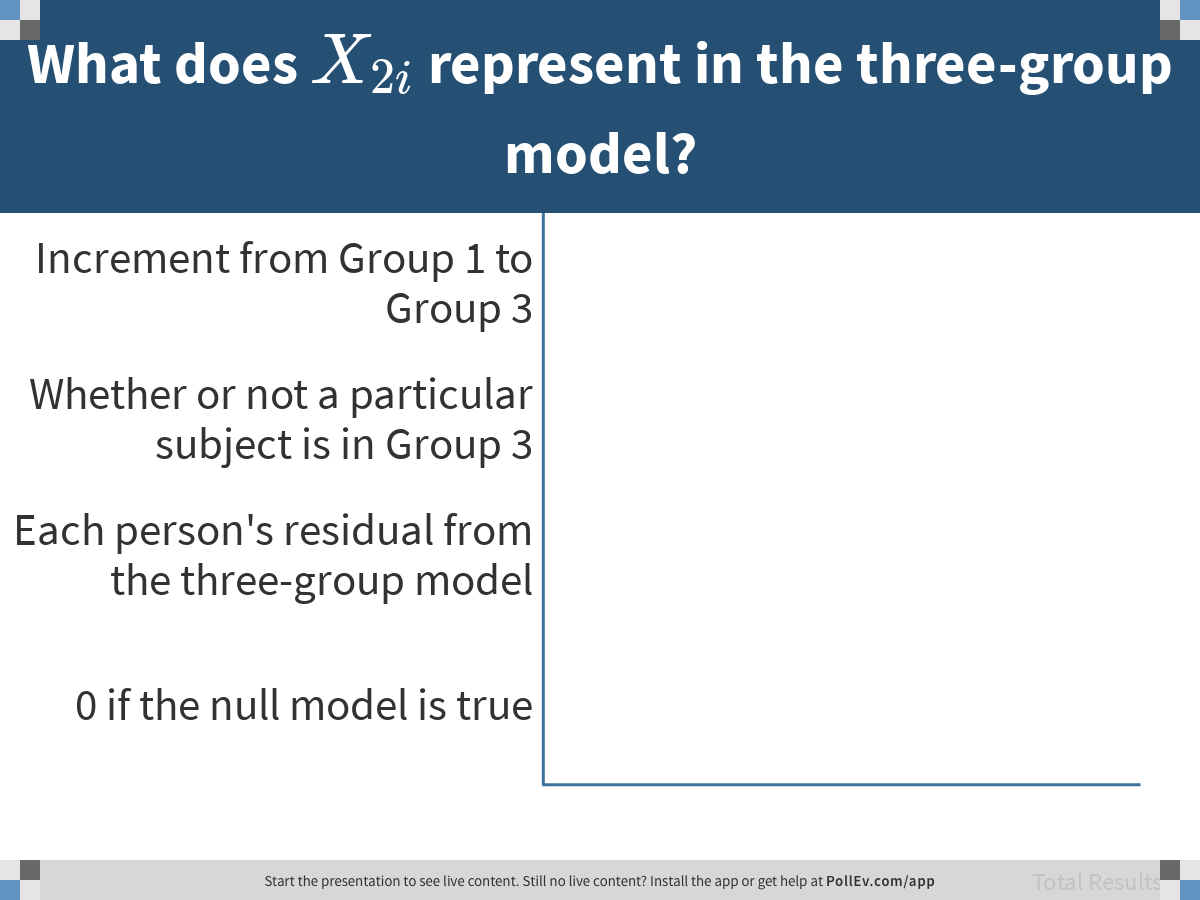 What does X2i represent in the three-group
model?
Increment from Group 1 to
Group 3
Whether or not a particular
subject is in Group 3
Each person's residual from
the three-group model
0 if the null model is true
Start the presentation to see live content. Still no live content? Install the app or get help at PollEv.com/app
Total Results